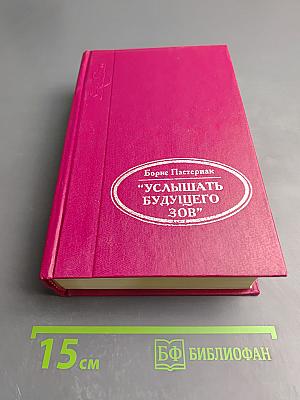 Борис Пастернак
"УСЛЫШАТЬ
БУДУЩЕГО
ЗОВ"
15 см
БФ БИБЛИОФАН